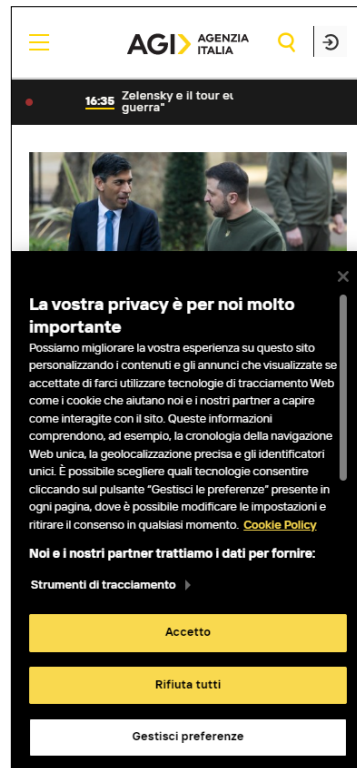 AGI AGENZIA
ITALIA
16:35 Zelensky e il tour eu
guerra"
La vostra privacy è per noi molto
importante
Possiamo migliorare la vostra esperienza su questo sito
personalizzando i contenuti e gli annunci che visualizzate se
accettate di farci utilizzare tecnologie di tracciamento Web
come i cookie che aiutano noi e i nostri partner a capire
come interagite con il sito. Queste informazioni
comprendono, ad esempio, la cronologia della navigazione
Web unica, la geolocalizzazione precisa e gli identificatori
unici. È possibile scegliere quali tecnologie consentire
cliccando sul pulsante “Gestisci le preferenze” presente in
ogni pagina, dove è possibile modificare le impostazioni e
ritirare il consenso in qualsiasi momento. Cookie Policy
Noi e i nostri partner trattiamo i dati per fornire:
Strumenti di tracciamento
Accetto
Rifiuta tutti
Gestisci preferenze